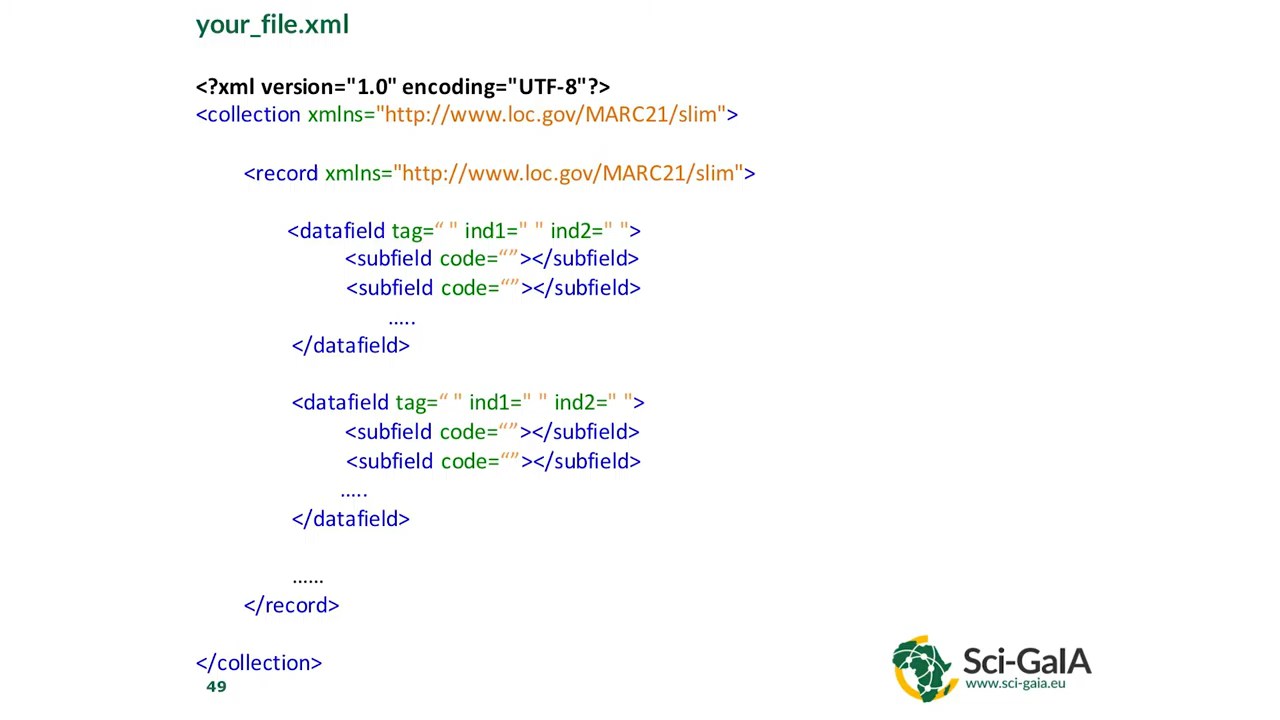 your_file.xml
<?xml version="1.0" encoding="UTF-8"?>
<collection xmlns="http://www.loc.gov/MARC21/slim">
<record xmlns="http://www.loc.gov/MARC21/slim">
<datafield tag=“ " ind1=" " ind2=" ">
<subfield code=“”></subfield>
<subfield code=“”></subfield>
…..
</datafield>
<datafield tag=“ " ind1=" " ind2=" ">
<subfield code=“”></subfield>
<subfield code=“”></subfield>
…..
</datafield>
……
</record>
</collection>
49
Sci-GaIA
www.sci-gaia.eu